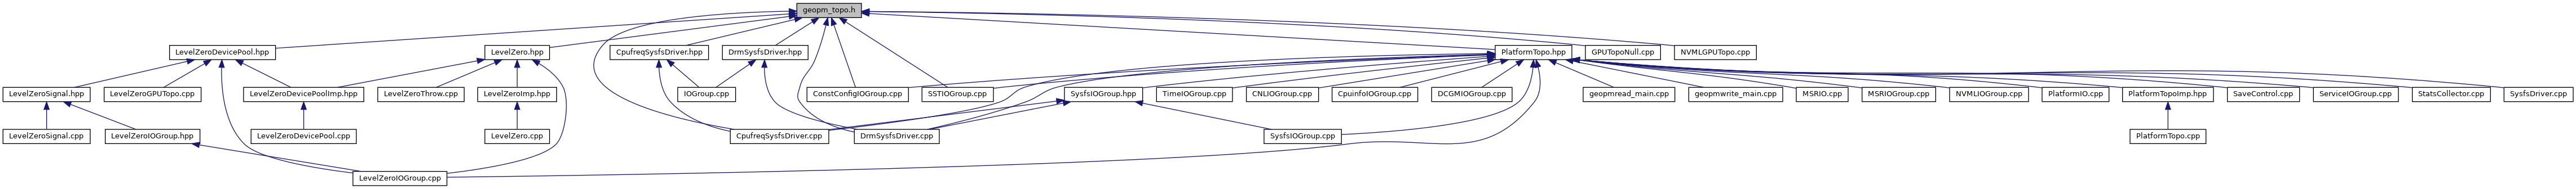 geopm_topo.h
LevelZeroDevicePool.hpp
LevelZero.hpp
CpufreqSysfsDriver.hpp
DrmSysfsDriver.hpp
PlatformTopo.hpp
GPUTopoNull.cpp
NVMLGPUTopo.cpp
LevelZeroSignal.hpp
LevelZeroGPUTopo.cpp
LevelZeroDevicePoolImp.hpp
LevelZeroThrow.cpp
LevelZeroImp.hpp
IOGroup.cpp
ConstConfigIOGroup.cpp
SSTIOGroup.cpp
SysfsIOGroup.hpp
TimeIOGroup.cpp
CNLIOGroup.cpp
CpuinfoIOGroup.cpp
DCGMIOGroup.cpp
geopmread_main.cpp
geopmwrite_main.cpp
MSRIO.cpp
MSRIOGroup.cpp
NVMLIOGroup.cpp
PlatformIO.cpp
PlatformTopoImp.hpp
SaveControl.cpp
ServiceIOGroup.cpp
StatsCollector.cpp
SysfsDriver.cpp
LevelZeroSignal.cpp
LevelZeroIOGroup.hpp
LevelZeroDevicePool.cpp
LevelZero.cpp
CpufreqSysfsDriver.cpp
DrmSysfsDriver.cpp
SysfsIOGroup.cpp
PlatformTopo.cpp
LevelZeroIOGroup.cpp